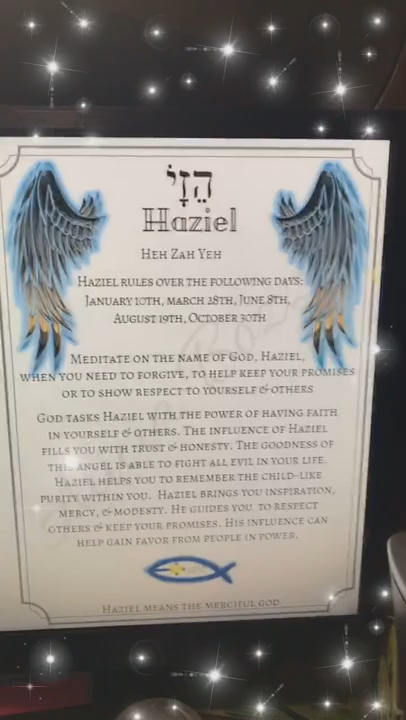 הֵזָיֹ
Haziel
Heh Zah Yeh
Haziel rules over the following days:
January 10th, march 28th, June 8th,
August 19th, October 30th
Meditate on the name of God, Haziel,
when you need to forgive, to help keep your promises
or to show respect to yourself & others
God tasks Haziel with the power of having faith
in yourself & others. The influence of Haziel
fills you with trust & honesty. The goodness of
this angel is able to fight all evil in your life.
Haziel helps you to remember the child-like
purity within you. Haziel brings you inspiration,
mercy, & modesty. He guides you to respect
others & keep your promises. His influence can
help gain favor from people in power.
Haziel means the merciful God